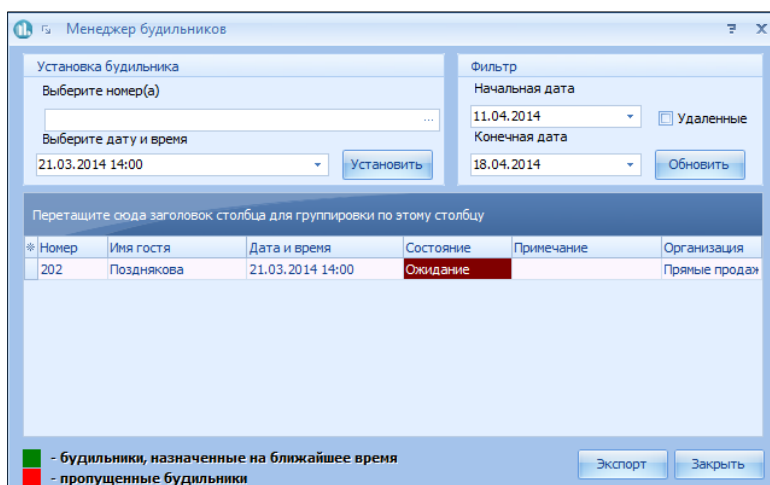 Менеджер будильников
Установка будильника
Выберите номер(а)
...
Выберите дату и время
21.03.2014 14:00
Установить
Фильтр
Начальная дата
11.04.2014
Удаленные
Конечная дата
18.04.2014
Обновить
Перетащите сюда заголовок столбца для группировки по этому столбцу
Номер Имя гостя Дата и время Состояние Примечание Организация
202 Позднякова 21.03.2014 14:00 Ожидание Прямые продаж
- будильники, назначенные на ближайшее время
- пропущенные будильники
Экспорт Закрыть